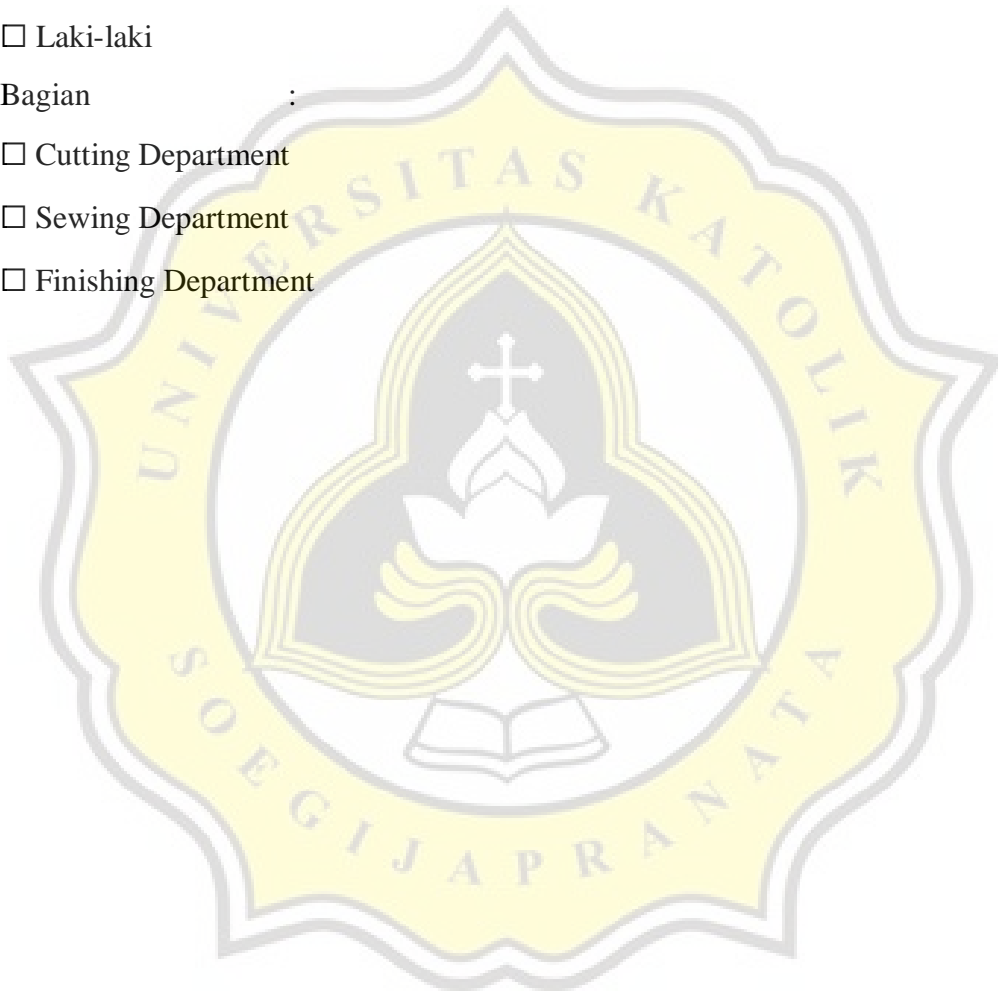 ☐ Laki-laki
Bagian :
☐ Cutting Department
☐ Sewing Department
☐ Finishing Department
UNIVERSITAS KATOLIK
SOEGIJAPRANATA